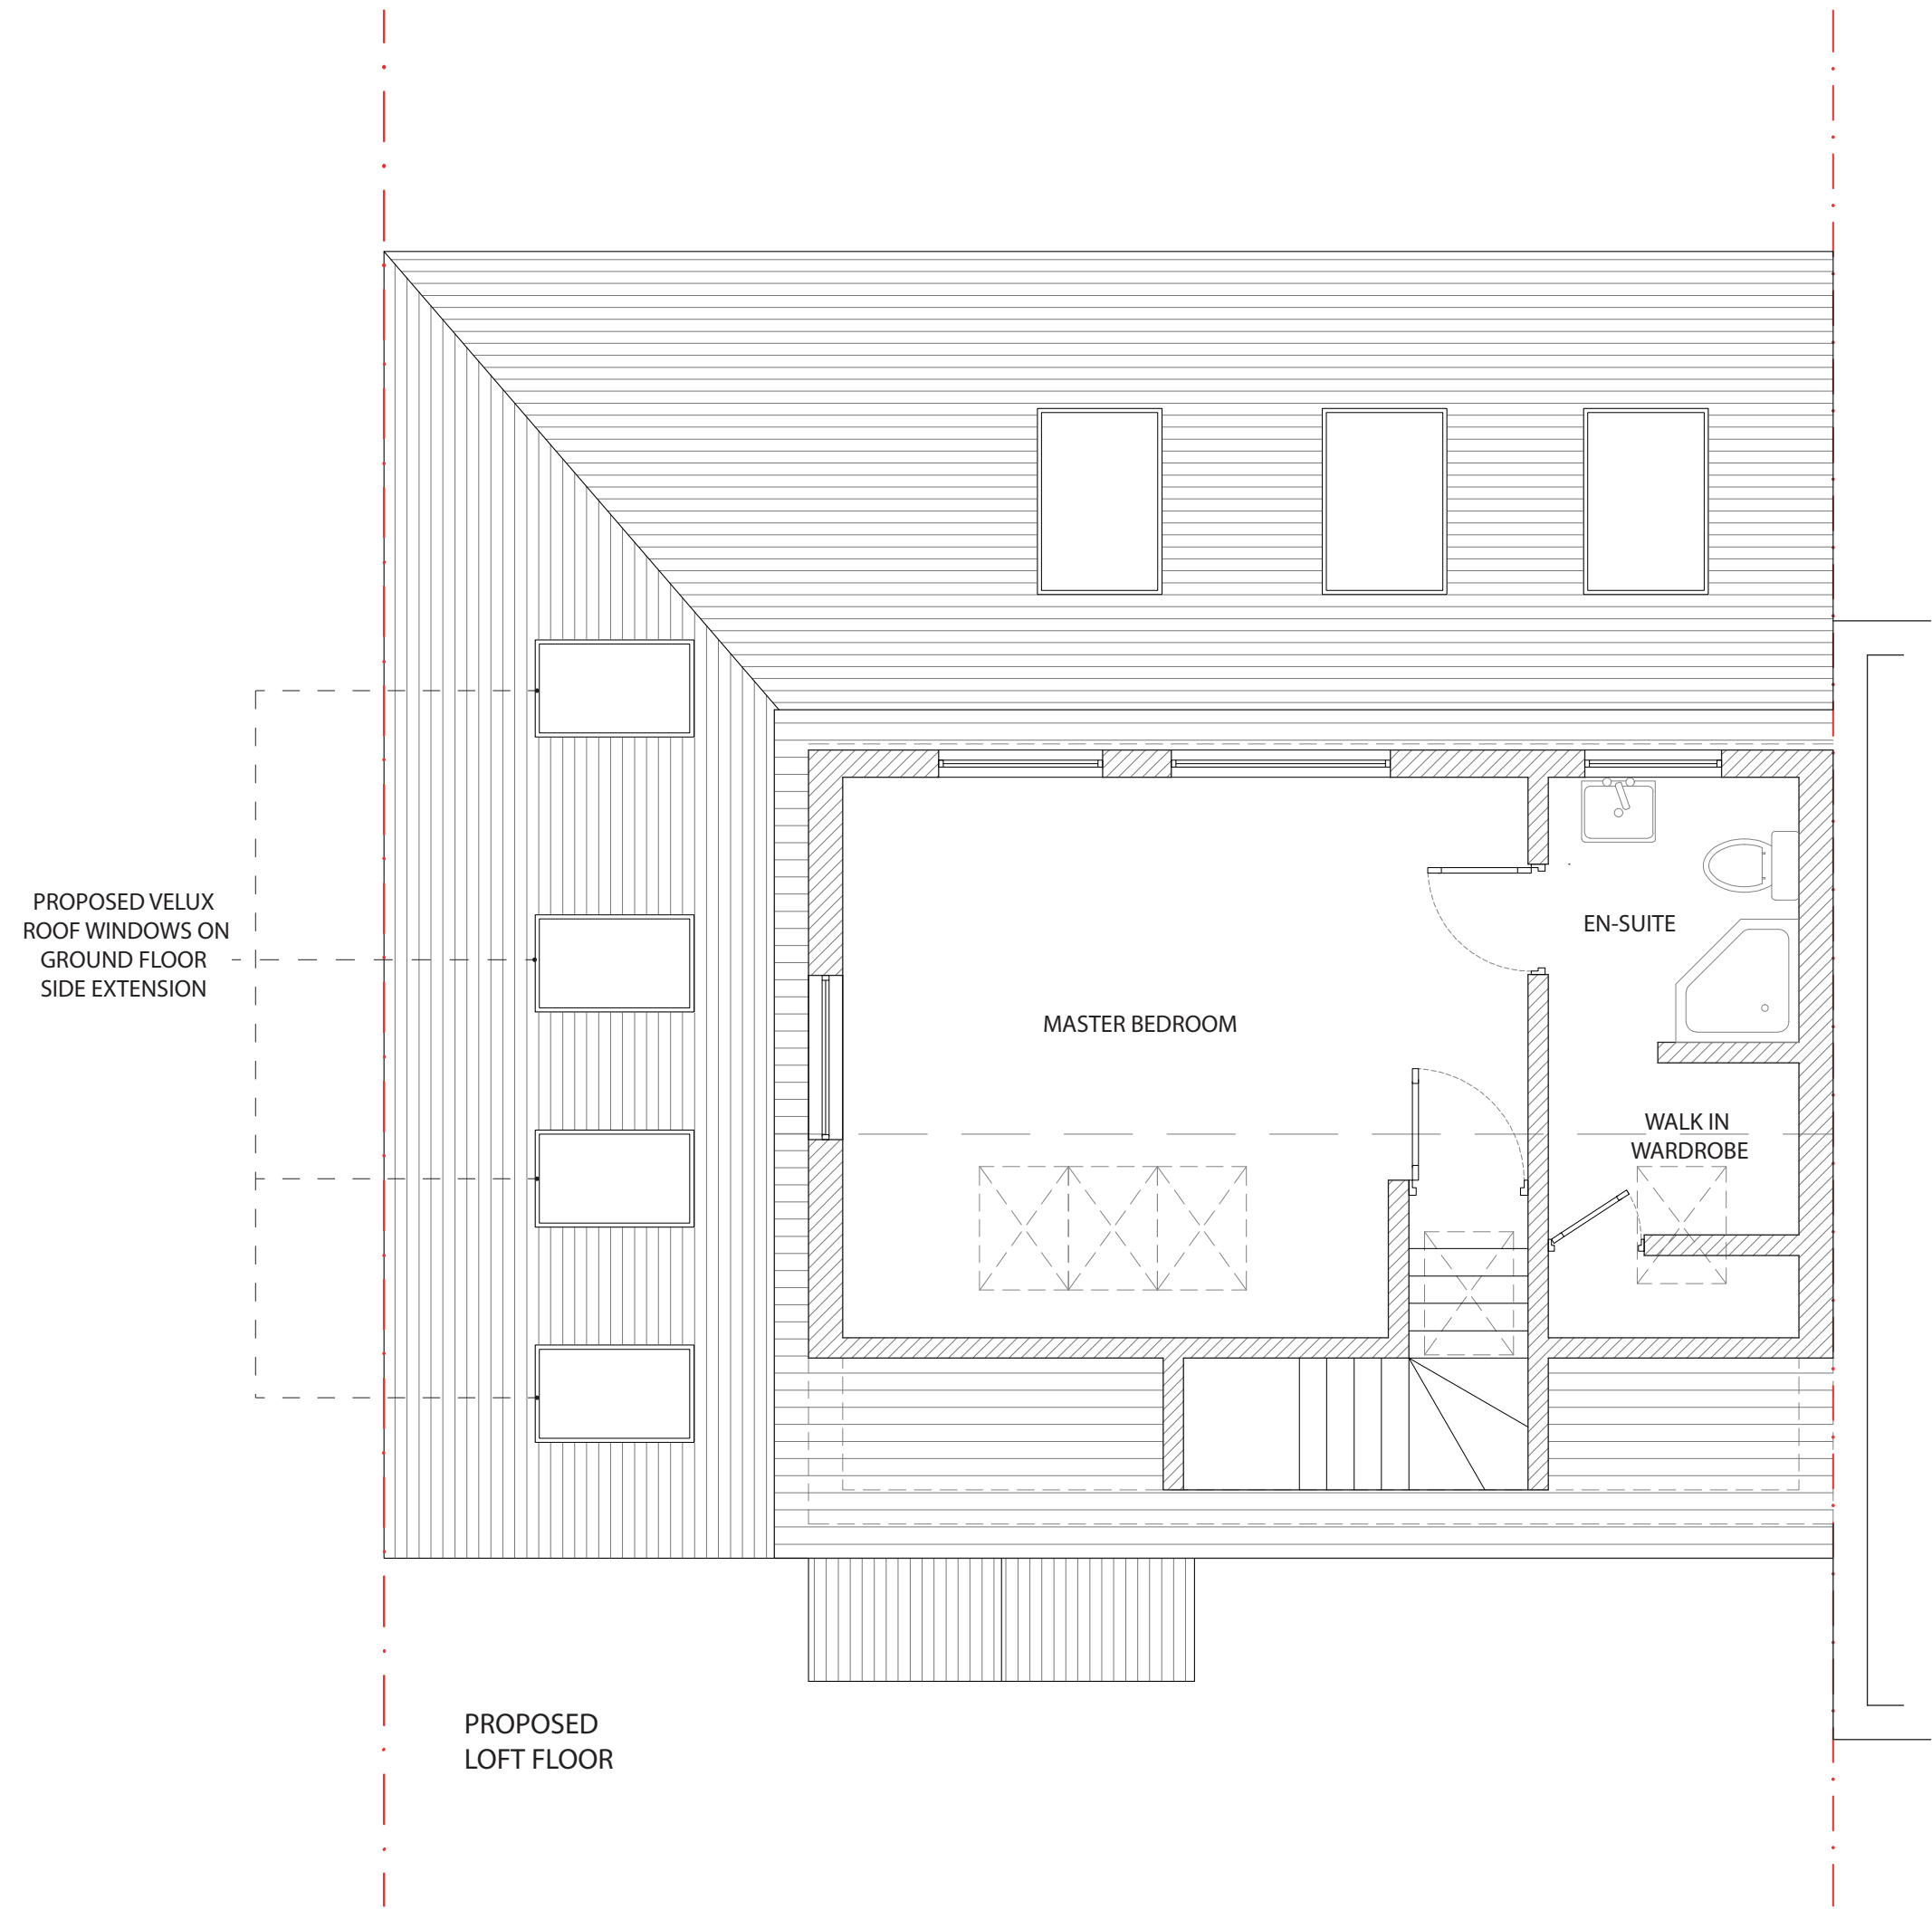 PROPOSED VELUX
ROOF WINDOWS ON
GROUND FLOOR
SIDE EXTENSION
EN-SUITE
MASTER BEDROOM
WALK IN
WARDROBE
PROPOSED
LOFT FLOOR